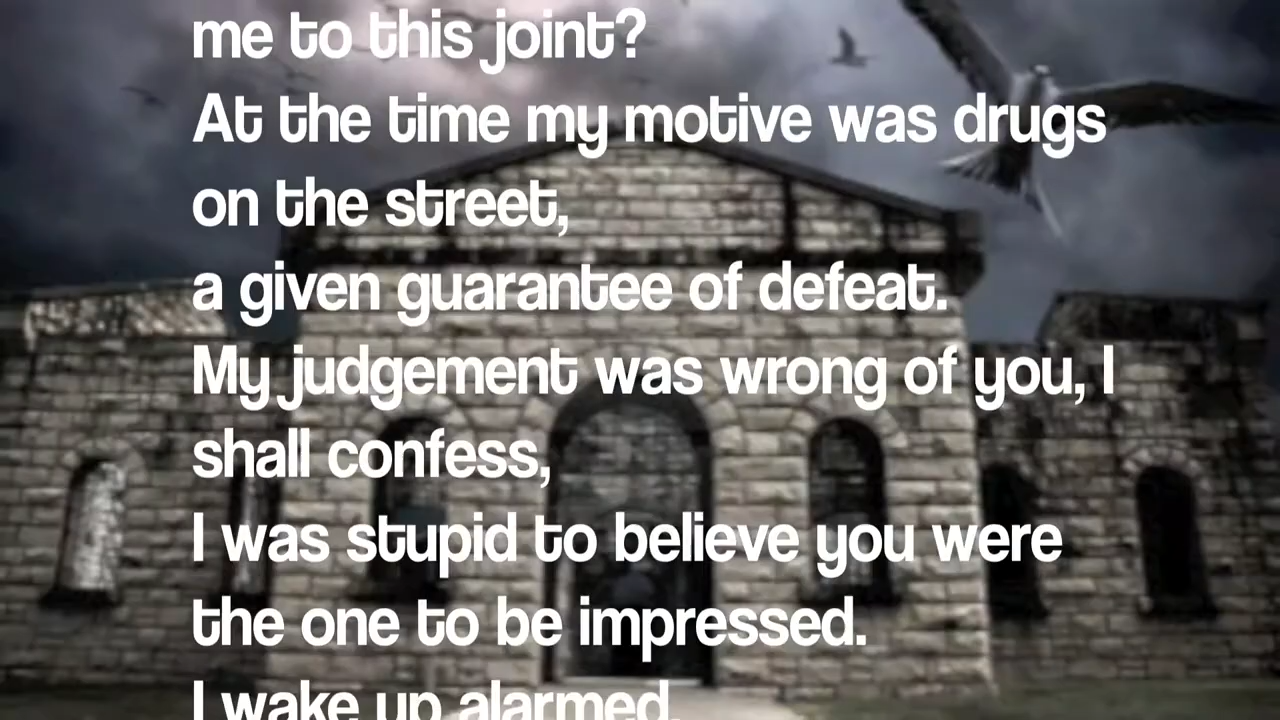 me to this joint?
At the time my motive was drugs
on the street,
a given guarantee of defeat.
My judgement was wrong of you, I
shall confess,
I was stupid to believe you were
the one to be impressed.
I wake up alarmed.